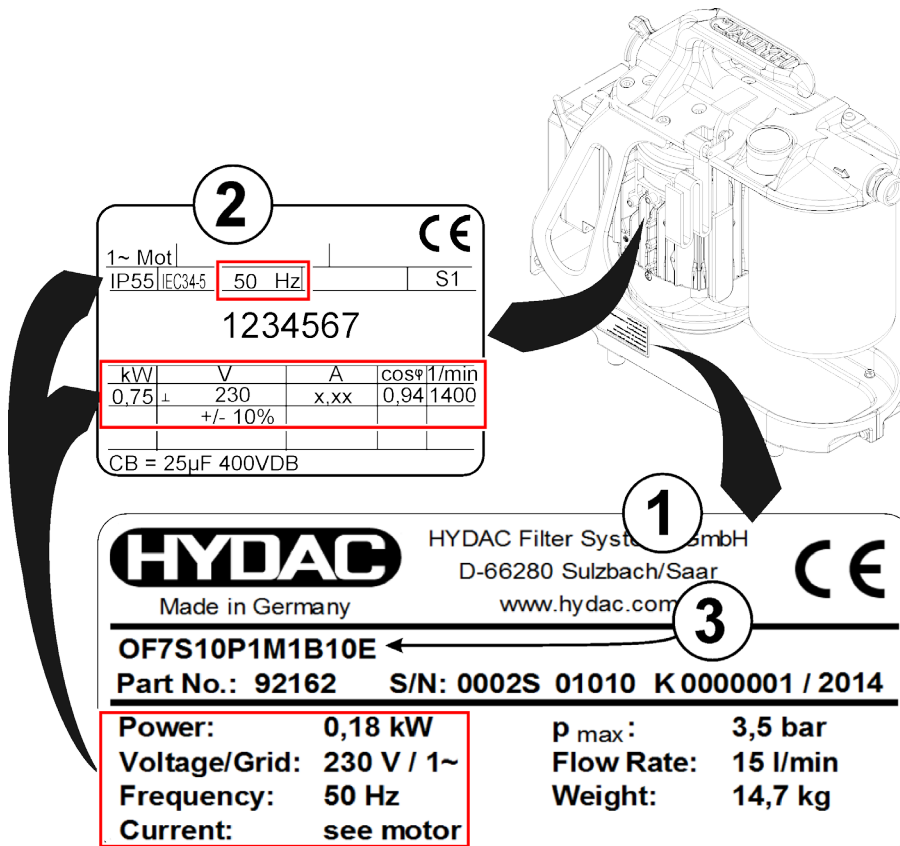 HYDAC
2
CE
1~ Mot
IP55 IEC34-5 50 Hz S1
1234567
kW V A cosφ 1/min
0,75 ⊥ 230 x,xx 0,94 1400
+/- 10%
CB = 25µF 400VDB
1
HYDAC
HYDAC Filter GmbH
D-66280 Sulzbach/Saar
www.hydac.com
Made in Germany
CE
3
OF7S10P1M1B10E
Part No.: 92162 S/N: 0002S 01010 K 0000001 / 2014
Power: 0,18 kW p max : 3,5 bar
Voltage/Grid: 230 V / 1~ Flow Rate: 15 l/min
Frequency: 50 Hz Weight: 14,7 kg
Current: see motor